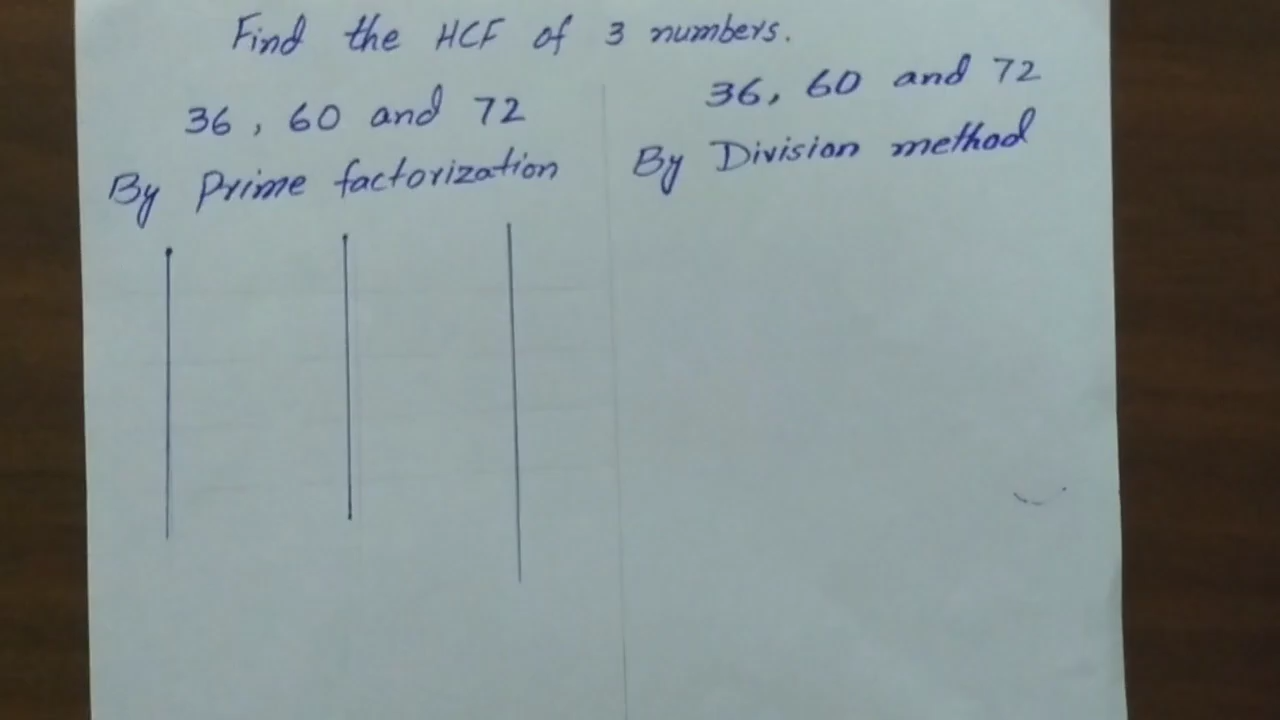 Find the HCF of 3 numbers.
36, 60 and 72
By Prime factorization
36, 60 and 72
By Division method